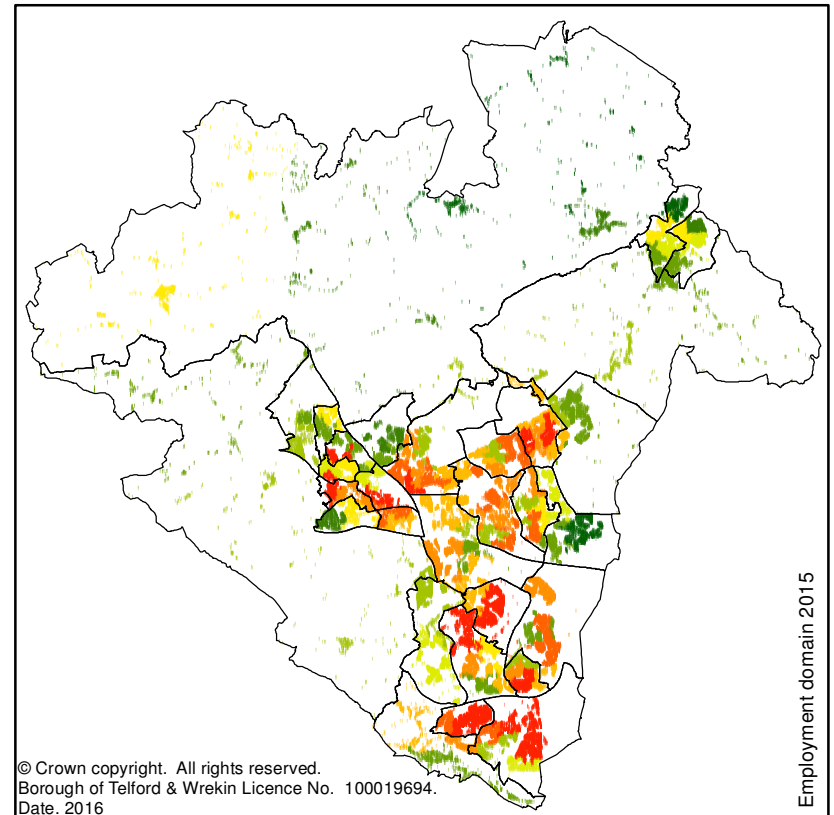 © Crown copyright. All rights reserved.
Borough of Telford & Wrekin Licence No. 100019694.
Date. 2016
Employment domain 2015